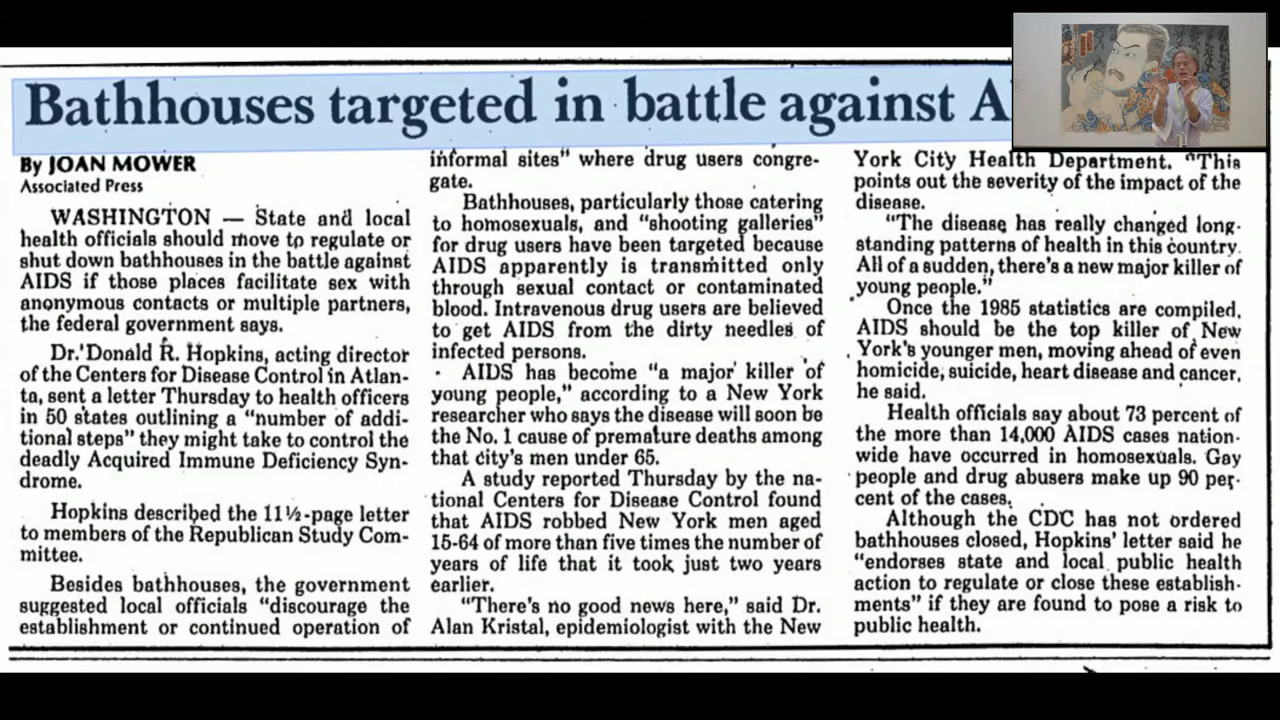 Bathhouses targeted in battle against A
By JOAN MOWER
Associated Press
WASHINGTON — State and local
health officials should move to regulate or
shut down bathhouses in the battle against
AIDS if those places facilitate sex with
anonymous contacts or multiple partners,
the federal government says.
Dr. Donald R. Hopkins, acting director
of the Centers for Disease Control in Atlan-
ta, sent a letter Thursday to health officers
in 50 states outlining a “number of addi-
tional steps” they might take to control the
deadly Acquired Immune Deficiency Syn-
drome.
Hopkins described the 11½-page letter
to members of the Republican Study Com-
mittee.
Besides bathhouses, the government
suggested local officials “discourage the
establishment or continued operation of
informal sites” where drug users congre-
gate.
Bathhouses, particularly those catering
to homosexuals, and “shooting galleries”
for drug users have been targeted because
AIDS apparently is transmitted only
through sexual contact or contaminated
blood. Intravenous drug users are believed
to get AIDS from the dirty needles of
infected persons.
AIDS has become “a major killer of
young people,” according to a New York
researcher who says the disease will soon be
the No. 1 cause of premature deaths among
that city’s men under 65.
A study reported Thursday by the na-
tional Centers for Disease Control found
that AIDS robbed New York men aged
15-64 of more than five times the number of
years of life that it took just two years
earlier.
“There’s no good news here,” said Dr.
Alan Kristal, epidemiologist with the New
York City Health Department. “This
points out the severity of the impact of the
disease.
“The disease has really changed long-
standing patterns of health in this country.
All of a sudden, there’s a new major killer of
young people.”
Once the 1985 statistics are compiled,
AIDS should be the top killer of New
York’s younger men, moving ahead of even
homicide, suicide, heart disease and cancer,
he said.
Health officials say about 73 percent of
the more than 14,000 AIDS cases nation-
wide have occurred in homosexuals. Gay
people and drug abusers make up 90 per-
cent of the cases.
Although the CDC has not ordered
bathhouses closed, Hopkins’ letter said he
“endorses state and local public health
action to regulate or close these establish-
ments” if they are found to pose a risk to
public health.